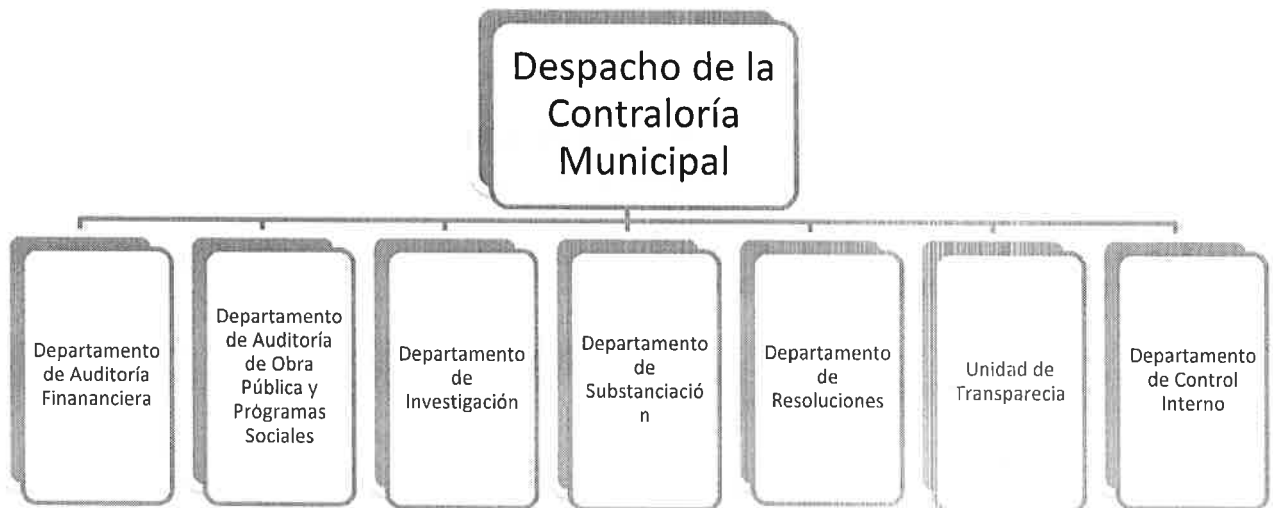 Despacho de la
Contraloría
Municipal
Departamento
de Auditoría
Finananciera
Departamento
de Auditoría
de Obra
Pública y
Programas
Sociales
Departamento
de
Investigación
Departamento
de
Substanciació
n
Departamento
de
Resoluciones
Unidad de
Transparecia
Departamento
de Control
Interno